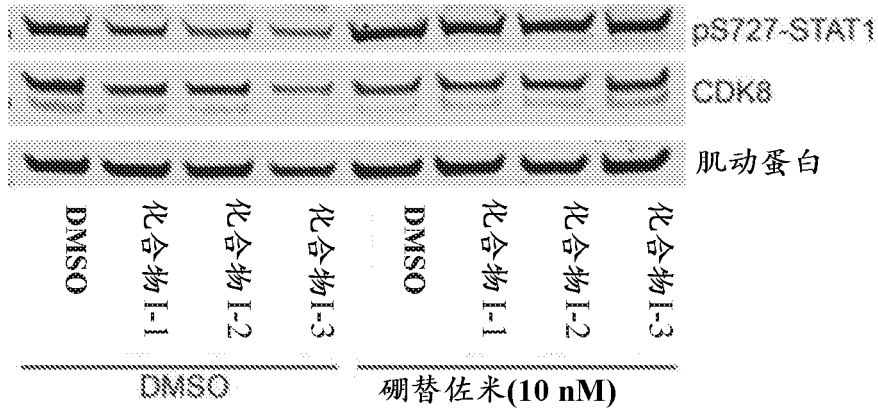 pS727-STAT1
CDK8
肌动蛋白
DMSO
化合物I-1
化合物I-2
化合物I-3
DMSO
化合物I-1
化合物I-2
化合物I-3
DMSO
硼替佐米(10 nM)